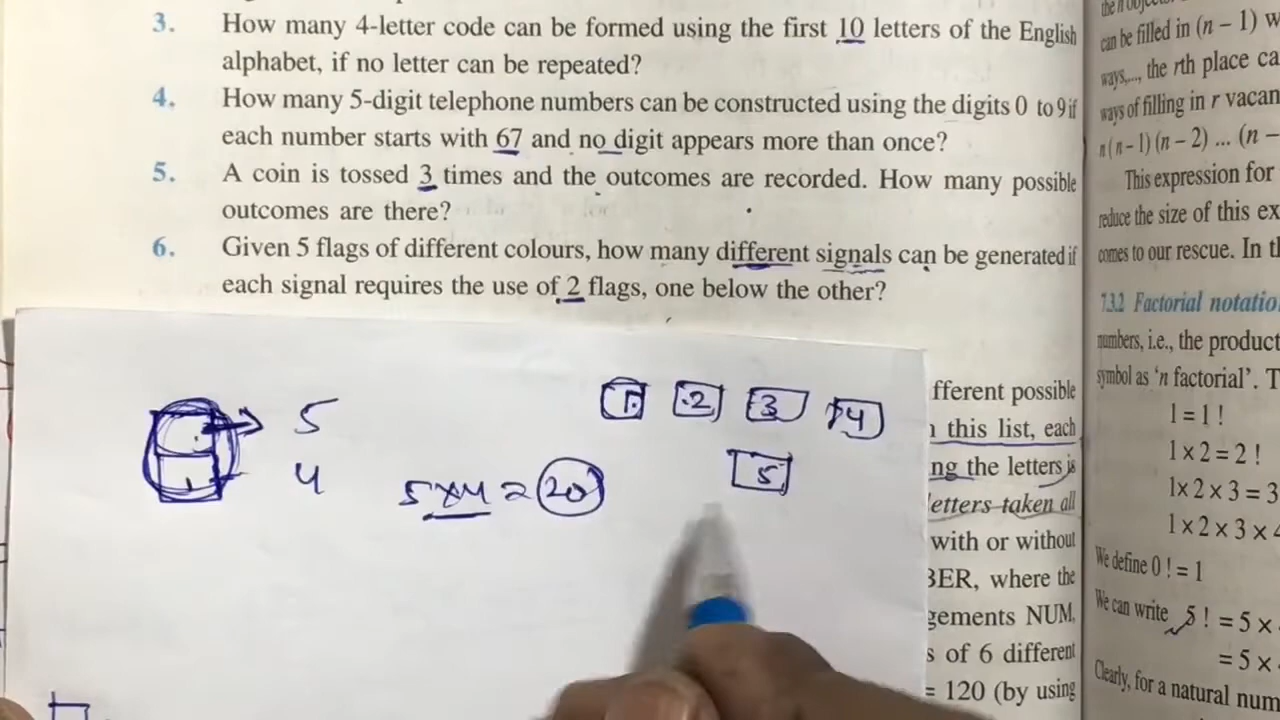 3. How many 4-letter code can be formed using the first 10 letters of the English
alphabet, if no letter can be repeated?
4. How many 5-digit telephone numbers can be constructed using the digits 0 to 9 if
each number starts with 67 and no digit appears more than once?
5. A coin is tossed 3 times and the outcomes are recorded. How many possible
outcomes are there?
6. Given 5 flags of different colours, how many different signals can be generated if
each signal requires the use of 2 flags, one below the other?
5
4
5 × 4 = 20
1 2 3 4
5
fferent possible
this list, each
ng the letters is
letters taken all
with or without
BER, where the
gements NUM,
s of 6 different
= 120 (by using
can be filled in (n – 1) w
ways,..., the rth place ca
ways of filling in r vacan
n(n – 1)(n – 2) ... (n –
This expression for
reduce the size of this ex
comes to our rescue. In th
7.3.2 Factorial notatio
numbers, i.e., the product
symbol as 'n factorial'. T
1 = 1 !
1 × 2 = 2 !
1 × 2 × 3 = 3
1 × 2 × 3 × 4
We define 0 ! = 1
We can write 5 ! = 5 ×
= 5 ×
Clearly, for a natural num